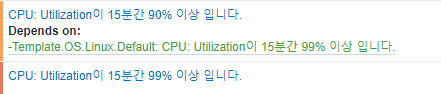 CPU: Utilization이 15분간 90% 이상 입니다.
Depends on:
-Template.OS.Linux.Default: CPU: Utilization이 15분간 99% 이상 입니다.
CPU: Utilization이 15분간 99% 이상 입니다.